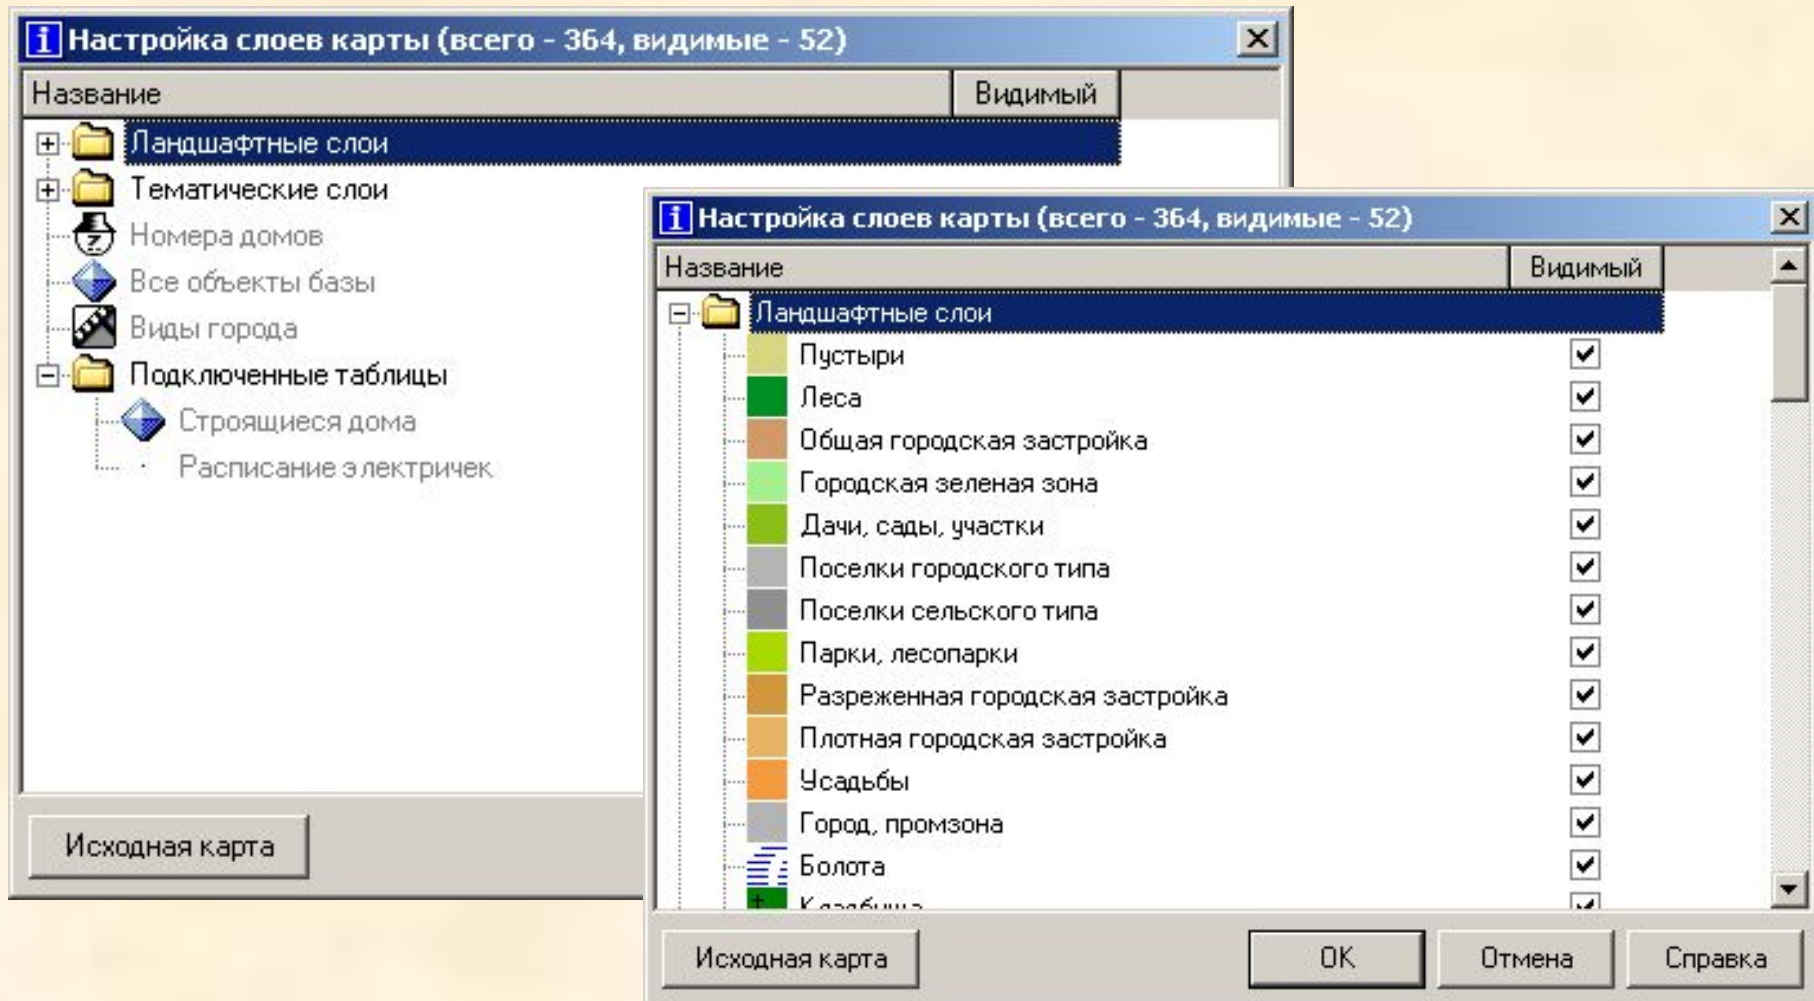 Настройка слоев карты (всего - 364, видимые - 52)
Название Видимый
Ландшафтные слои
Тематические слои
Номера домов
Все объекты базы
Виды города
Подключенные таблицы
Строящиеся дома
Расписание электричек
Исходная карта
Настройка слоев карты (всего - 364, видимые - 52)
Название Видимый
Ландшафтные слои
Пустыри
Леса
Общая городская застройка
Городская зеленая зона
Дачи, сады, участки
Поселки городского типа
Поселки сельского типа
Парки, лесопарки
Разреженная городская застройка
Плотная городская застройка
Усадьбы
Город, промзона
Болота
Исходная карта OK Отмена Справка